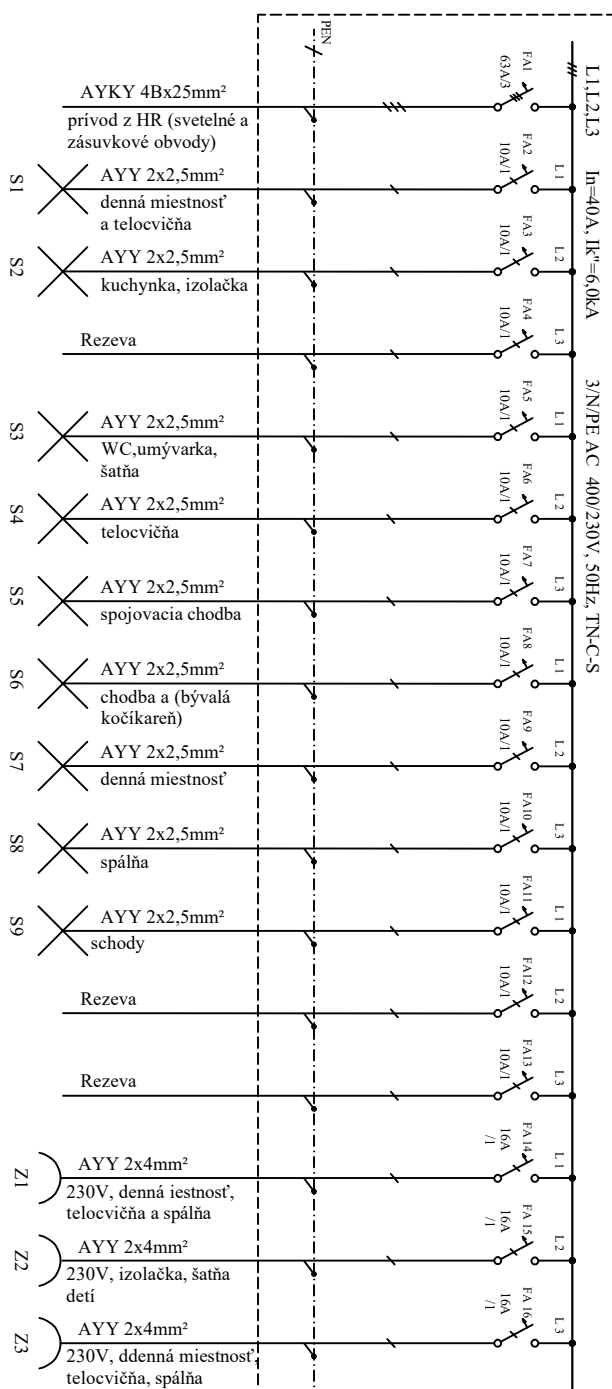 PEN
L1,L2,L3 In=40A, Ik"=6,0kA 3/N/PE AC 400/230V, 50Hz, TN-C-S
AYKY 4Bx25mm²
prívod z HR (svetelné a
zásuvkové obvody)
FA1
63A/3
S1
AYY 2x2,5mm²
denná miestnosť
a telocvičňa
FA2
10A/1
L1
S2
AYY 2x2,5mm²
kuchynka, izolačka
FA3
10A/1
L2
Rezeva
FA4
10A/1
L3
S3
AYY 2x2,5mm²
WC,umývarka,
šatňa
FA5
10A/1
L1
S4
AYY 2x2,5mm²
telocvičňa
FA6
10A/1
L2
S5
AYY 2x2,5mm²
spojovacia chodba
FA7
10A/1
L3
S6
AYY 2x2,5mm²
chodba a (bývalá
kočíkareň)
FA8
10A/1
L1
S7
AYY 2x2,5mm²
denná miestnosť
FA9
10A/1
L2
S8
AYY 2x2,5mm²
spálňa
FA10
10A/1
L3
S9
AYY 2x2,5mm²
schody
FA11
10A/1
L1
Rezeva
FA12
10A/1
L2
Rezeva
FA13
10A/1
L3
Z1
AYY 2x4mm²
230V, denná iestnosť,
telocvičňa a spálňa
FA 14
16A
/1
L1
Z2
AYY 2x4mm²
230V, izolačka, šatňa
detí
FA 15
16A
/1
L2
Z3
AYY 2x4mm²
230V, ddenná miestnosť,
telocvičňa, spálňa
FA 16
16A
/1
L3